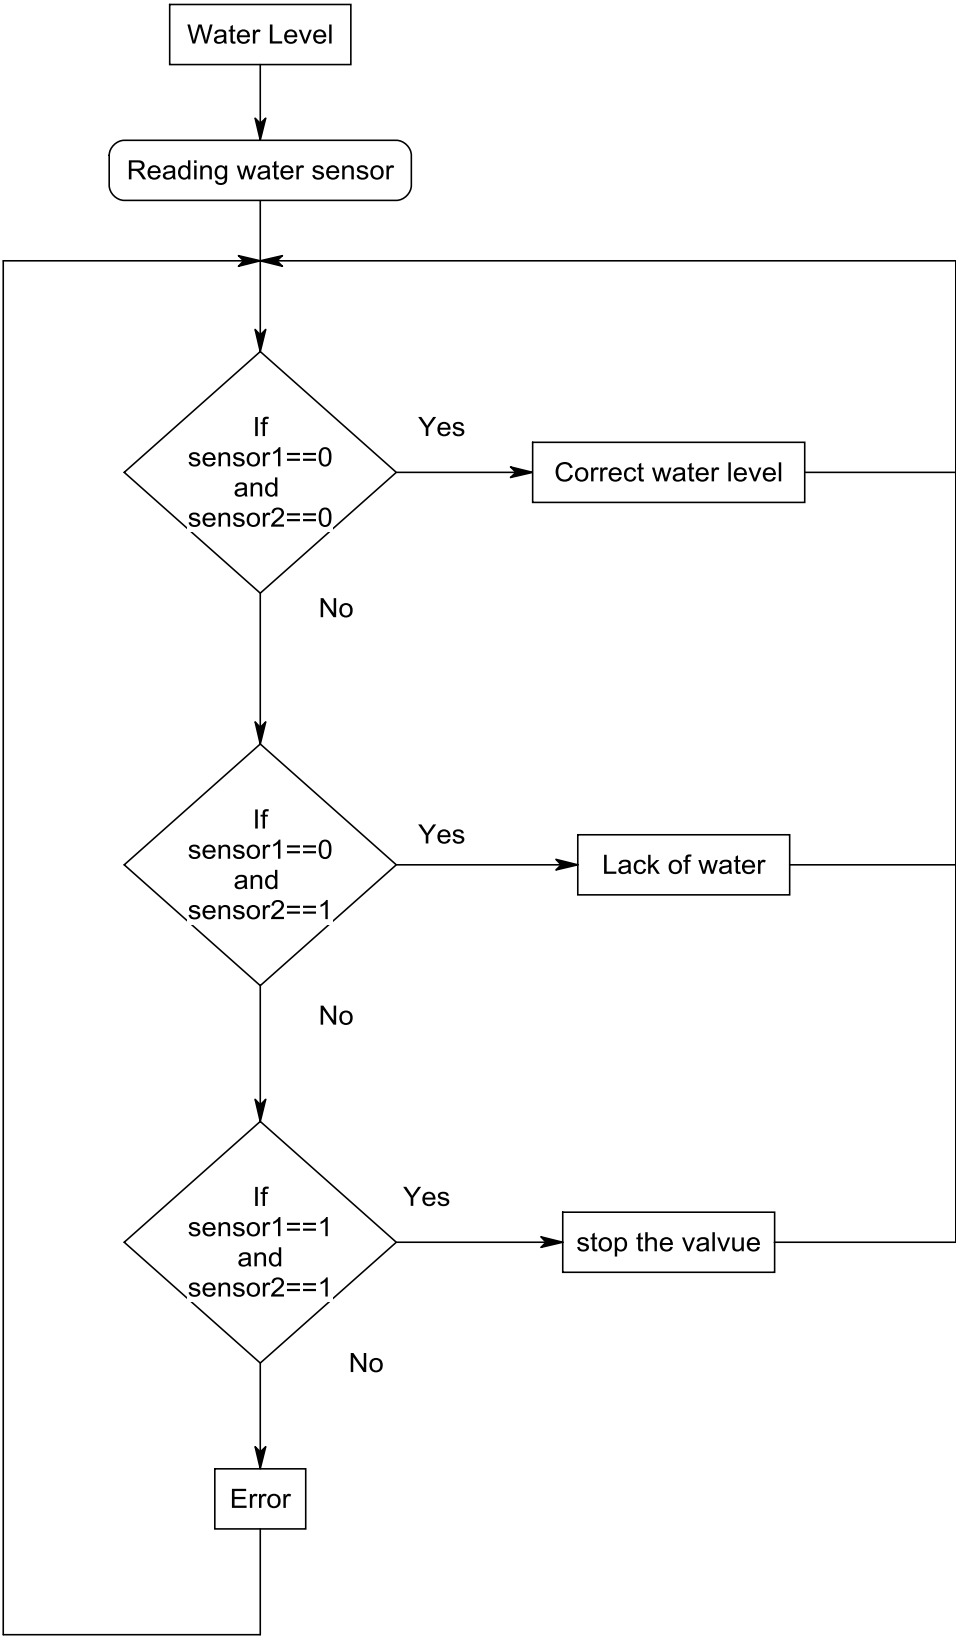 Water Level
Reading water sensor
If
sensor1==0
and
sensor2==0
Yes
Correct water level
No
If
sensor1==0
and
sensor2==1
Yes
Lack of water
No
If
sensor1==1
and
sensor2==1
Yes
stop the valvue
No
Error